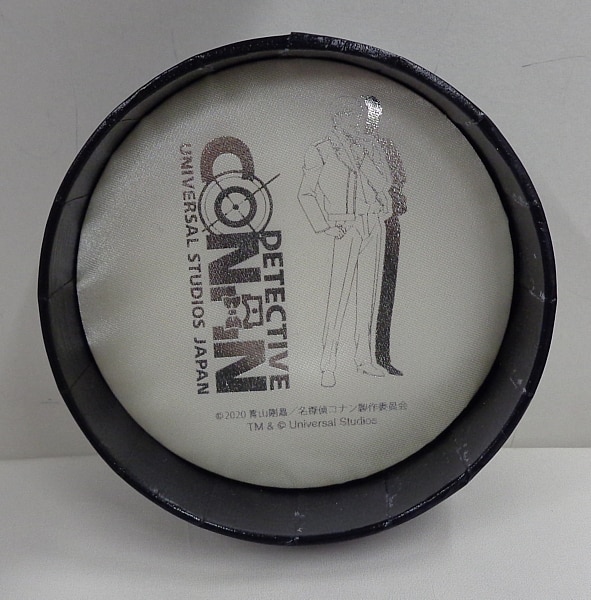 DETECTIVE
CONAN
UNIVERSAL STUDIOS JAPAN
©2020 青山剛昌／名探偵コナン製作委員会
TM & © Universal Studios